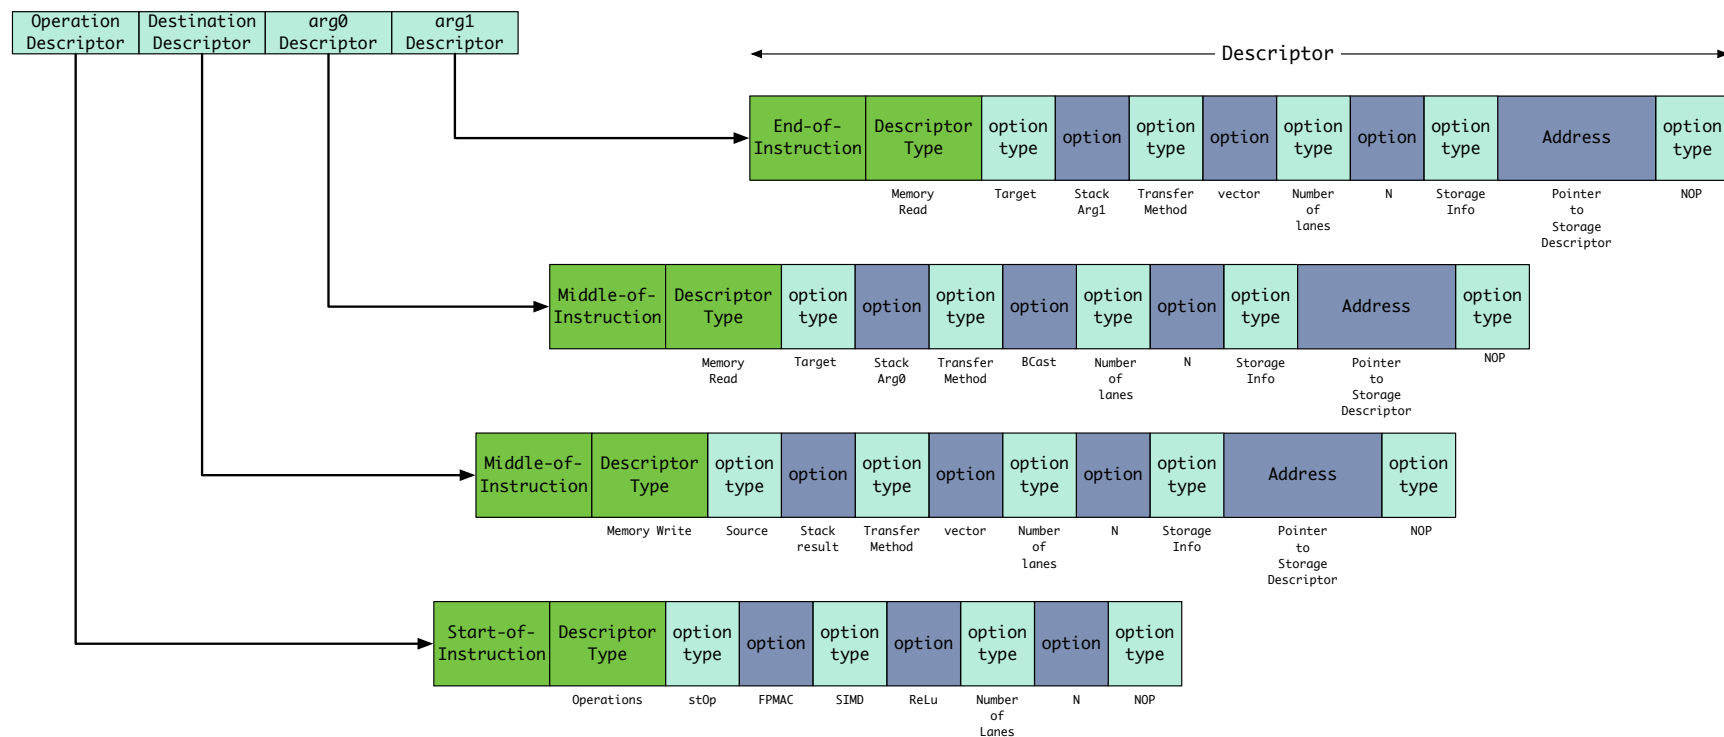 Operation Descriptor
Destination Descriptor
arg0 Descriptor
arg1 Descriptor
Descriptor
End-of-Instruction
Descriptor Type
option type
option
option type
option
option type
option
option type
Address
option type
Memory Read
Target
Stack Arg1
Transfer Method
vector
Number of lanes
N
Storage Info
Pointer to Storage Descriptor
NOP
Middle-of-Instruction
Descriptor Type
option type
option
option type
option
option type
option
option type
Address
option type
Memory Read
Target
Stack Arg0
Transfer Method
BCast
Number of lanes
N
Storage Info
Pointer to Storage Descriptor
NOP
Middle-of-Instruction
Descriptor Type
option type
option
option type
option
option type
option
option type
Address
option type
Memory Write
Source
Stack result
Transfer Method
vector
Number of lanes
N
Storage Info
Pointer to Storage Descriptor
NOP
Start-of-Instruction
Descriptor Type
option type
option
option type
option
option type
option
option type
Operations
stOp
FPMAC
SIMD
ReLu
Number of Lanes
N
NOP